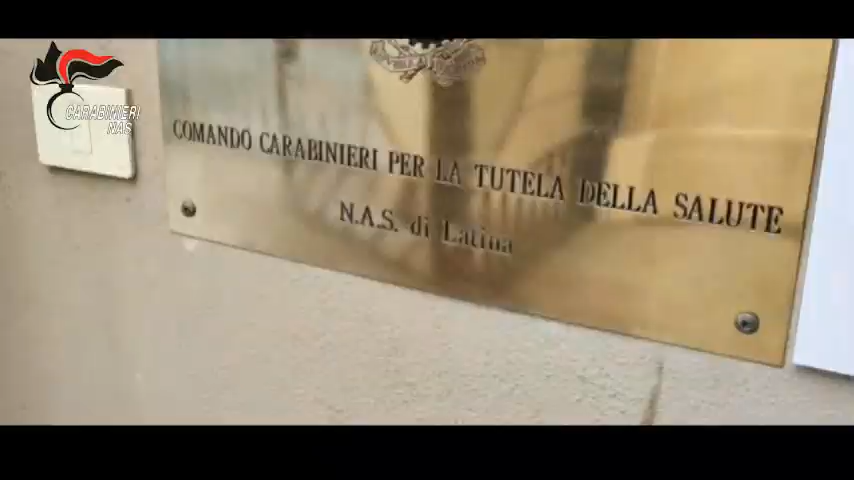 CARABINIERI
NAS
COMANDO CARABINIERI PER LA TUTELA DELLA SALUTE
N.A.S. di Latina